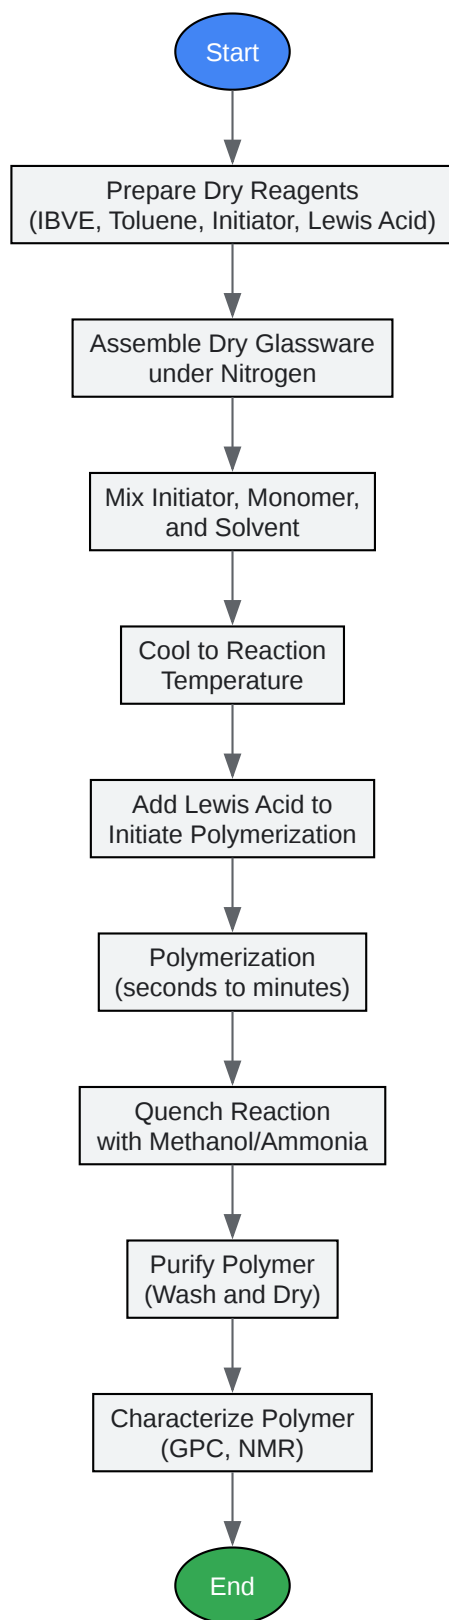 Start
Prepare Dry Reagents
(IBVE, Toluene, Initiator, Lewis Acid)
Assemble Dry Glassware
under Nitrogen
Mix Initiator, Monomer,
and Solvent
Cool to Reaction
Temperature
Add Lewis Acid to
Initiate Polymerization
Polymerization
(seconds to minutes)
Quench Reaction
with Methanol/Ammonia
Purify Polymer
(Wash and Dry)
Characterize Polymer
(GPC, NMR)
End